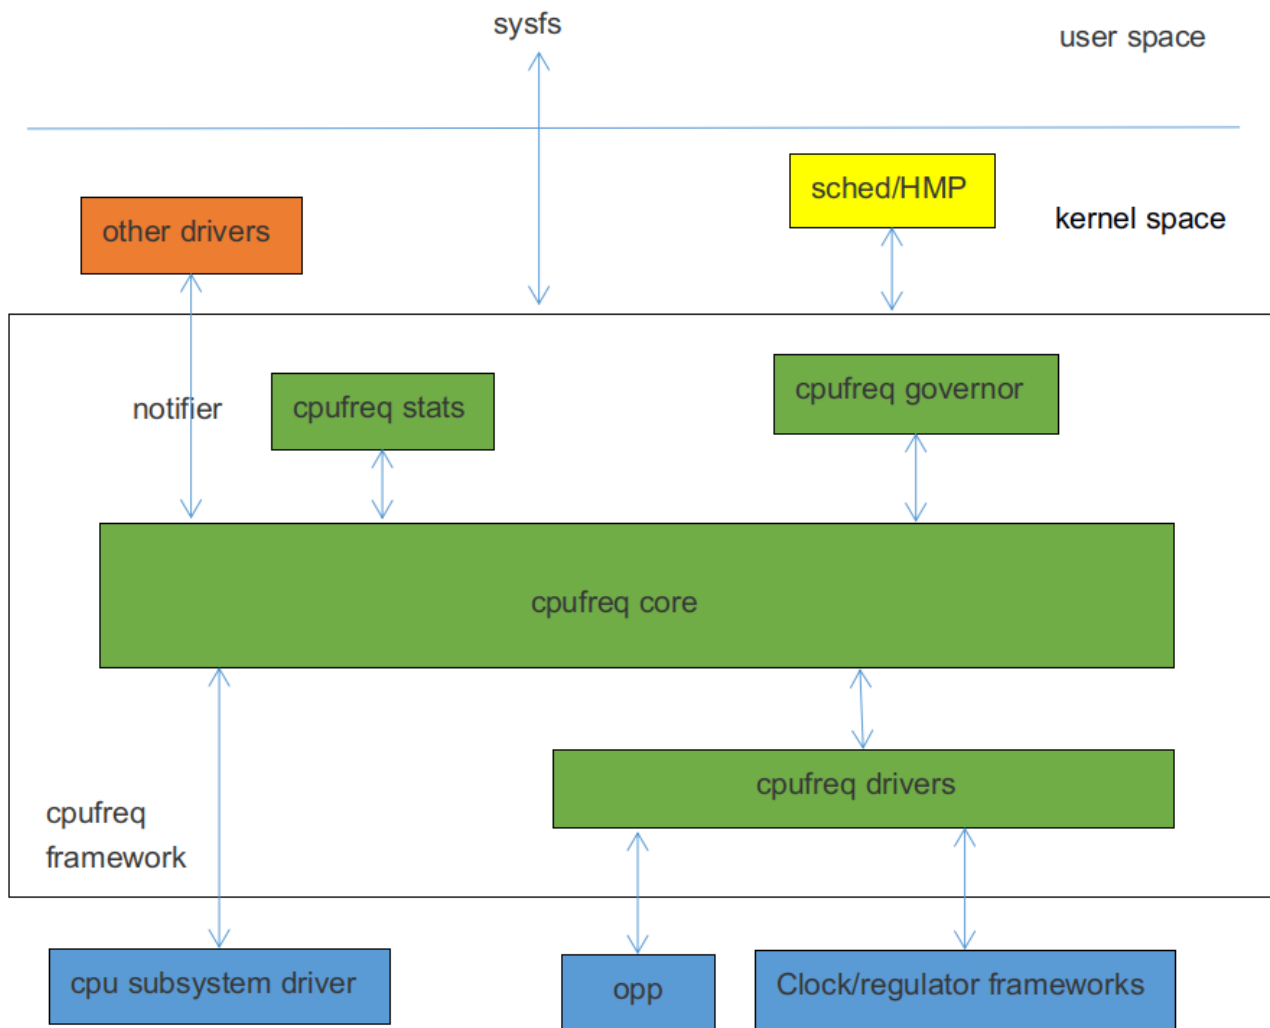 sysfs
user space
sched/HMP
other drivers
kernel space
cpufreq governor
notifier
cpufreq stats
cpufreq core
cpufreq drivers
cpufreq
framework
cpu subsystem driver
opp
Clock/regulator frameworks